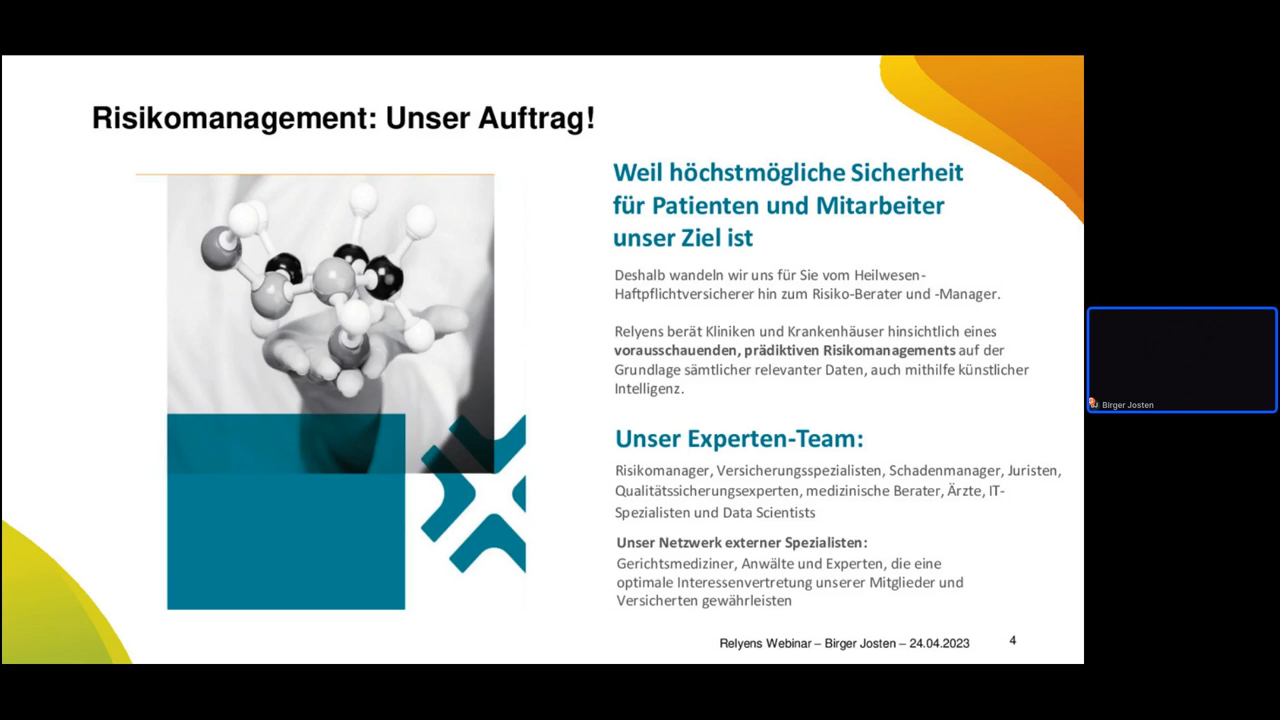 Risikomanagement: Unser Auftrag!
Weil höchstmögliche Sicherheit
für Patienten und Mitarbeiter
unser Ziel ist
Deshalb wandeln wir uns für Sie vom Heilwesen-
Haftpflichtversicherer hin zum Risiko-Berater und -Manager.
Relyens berät Kliniken und Krankenhäuser hinsichtlich eines
vorausschauenden, prädiktiven Risikomanagements auf der
Grundlage sämtlicher relevanter Daten, auch mithilfe künstlicher
Intelligenz.
Unser Experten-Team:
Risikomanager, Versicherungsspezialisten, Schadenmanager, Juristen,
Qualitätssicherungsexperten, medizinische Berater, Ärzte, IT-
Spezialisten und Data Scientists
Unser Netzwerk externer Spezialisten:
Gerichtsmediziner, Anwälte und Experten, die eine
optimale Interessenvertretung unserer Mitglieder und
Versicherten gewährleisten
Relyens Webinar – Birger Josten – 24.04.2023
4
Birger Josten